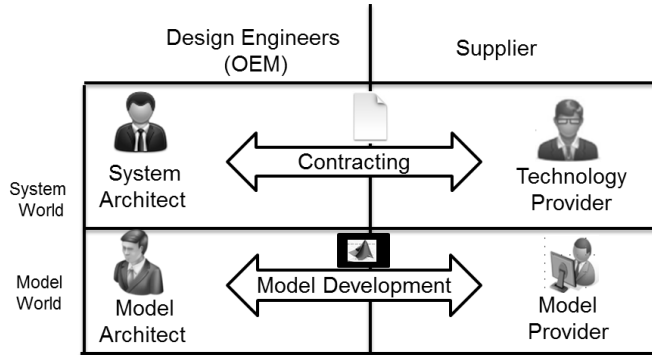 Design Engineers
(OEM)
Supplier
System
World
System
Architect
Contracting
Technology
Provider
Model
World
Model
Architect
Model Development
Model
Provider